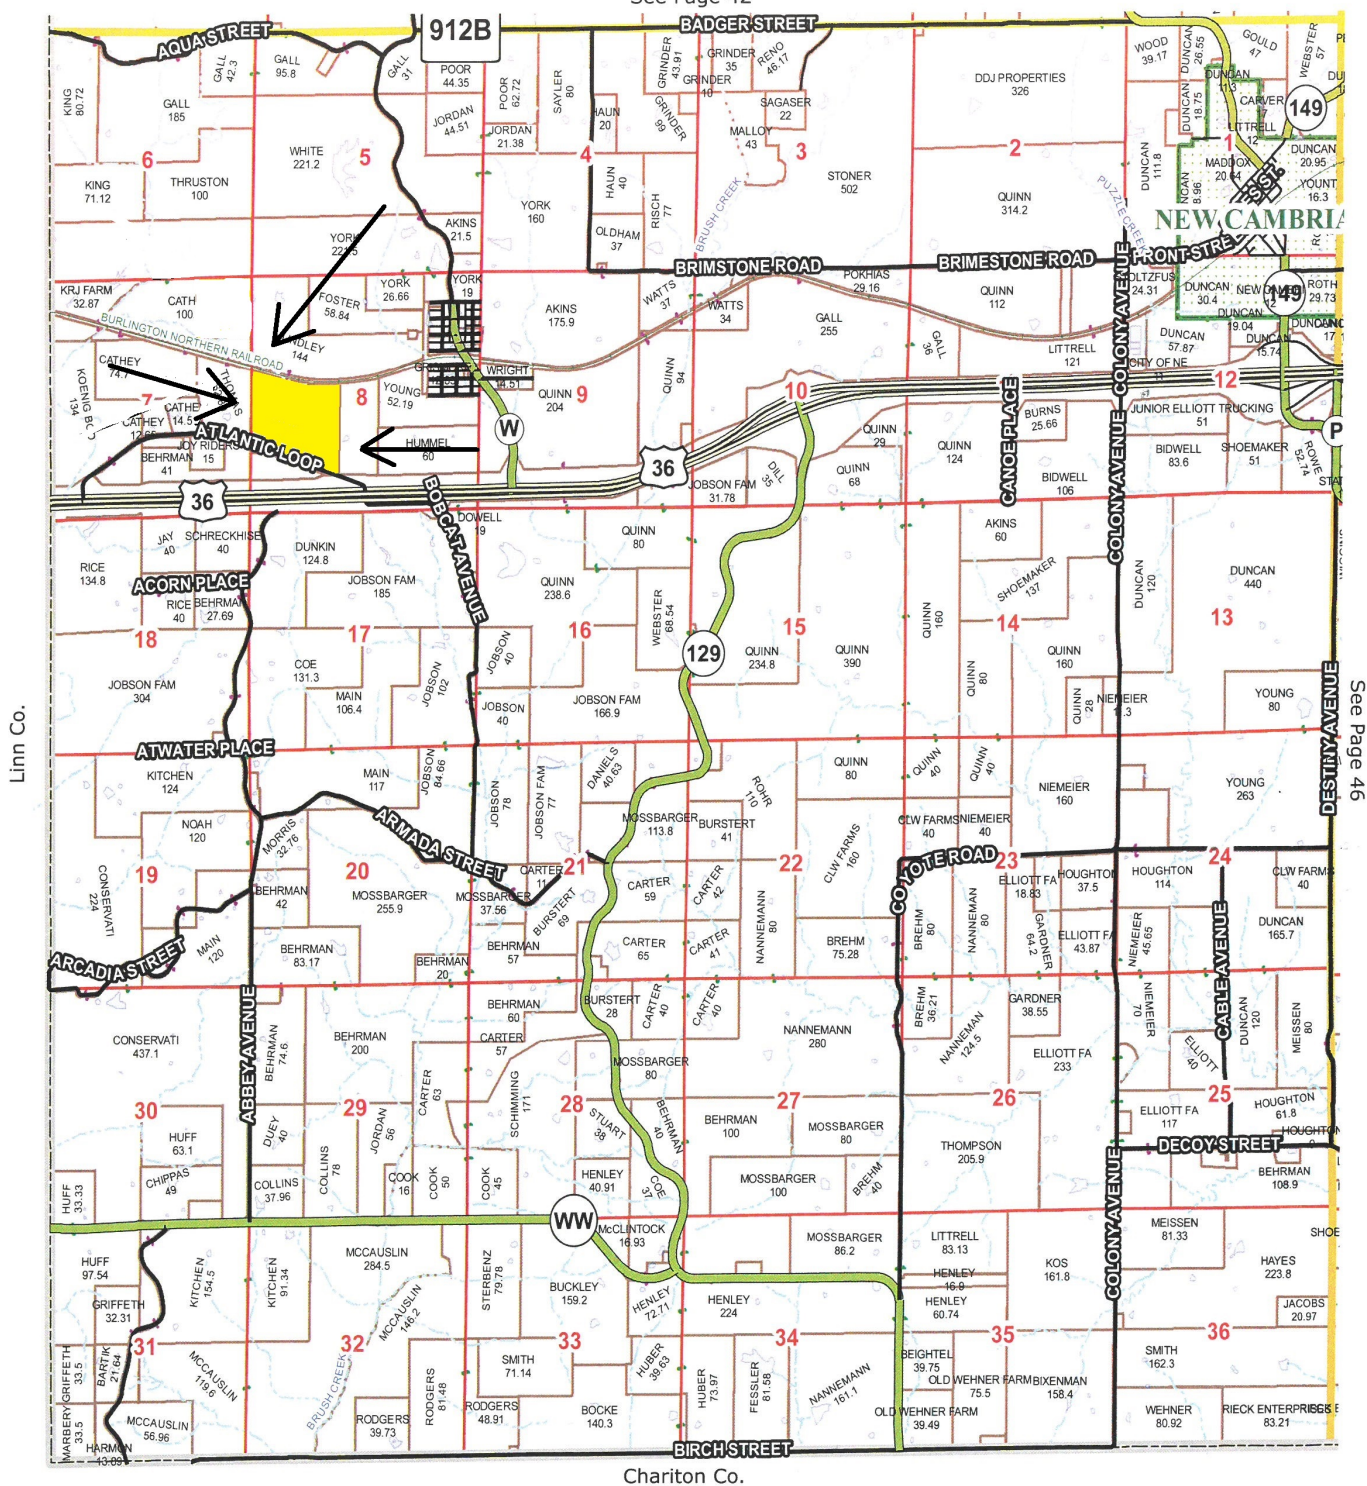 See Page 42
BADGER STREET
AQUA STREET
912B
KING
80.72
GALL
42.3
GALL
95.8
GALL
31
POOR
44.35
POOR
62.72
SAYLER
80
GRINDER
43.91
GRINDER
35
RENO
46.17
GRINDER
10
DDJ PROPERTIES
326
WOOD
39.17
DUNCAN
26.55
GOULD
47
WEBSTER
57
GALL
185
JORDAN
44.51
JORDAN
21.38
HAUN
20
GRINDER
99
SAGASER
22
MALLOY
43
DUNCAN
18.75
DUNCAN
11.3
CARVER
149
LITTRELL
12
6
WHITE
221.2
5
4
3
2
1
DUNCAN
20.95
KING
71.12
THRUSTON
100
HAUN
40
RISCH
77
STONER
502
QUINN
314.2
DUNCAN
111.8
MADDOX
20.64
YOUNT
16.3
8.96
YORK
AKINS
21.5
YORK
160
OLDHAM
37
BRUSH CREEK
PUZZLE CREEK
NEW CAMBRIA
BRIMSTONE ROAD
BRIMESTONE ROAD
FRONT STRE
KRJ FARM
32.87
CATH
100
FOSTER
58.84
YORK
26.66
YORK
19
AKINS
175.9
WATTS
37
WATTS
34
POKHIAS
29.16
QUINN
112
24.31
DUNCAN
30.4
149
ROTH
29.73
BURLINGTON NORTHERN RAILROAD
144
GALL
255
GALL
36
DUNCAN
19.04
DUNCAN
57.87
DUNCAN
15.74
LITTRELL
121
CITY OF NE
CATHEY
KOENIG
134
7
8
YOUNG
52.19
WRIGHT
14.51
QUINN
204
9
QUINN
94
10
12
COLONY AVENUE
CANOE PLACE
BURNS
25.66
JUNIOR ELLIOTT TRUCKING
51
CATHEY
ATLANTIC LOOP
JOY RIDERS
15
BEHRMAN
41
HUMMEL
60
W
36
JOBSON FAM
31.78
DILL
35
QUINN
29
QUINN
68
QUINN
124
BIDWELL
106
BIDWELL
83.6
SHOEMAKER
51
ROWE
52.74
P
36
BOBCAT AVENUE
DOWELL
19
QUINN
80
AKINS
60
COLONY AVENUE
JAY
40
SCHRECKHISE
40
DUNKIN
124.8
RICE
134.8
ACORN PLACE
JOBSON FAM
185
QUINN
238.6
SHOEMAKER
137
DUNCAN
120
DUNCAN
440
RICE
40
BEHRMAN
27.69
WEBSTER
68.54
QUINN
160
18
17
16
15
14
13
129
COE
131.3
JOBSON
40
QUINN
234.8
QUINN
390
QUINN
160
QUINN
80
JOBSON FAM
304
MAIN
106.4
JOBSON
102
JOBSON
40
JOBSON FAM
166.9
QUINN
28
NIEMEIER
YOUNG
80
Linn Co.
See Page 46
DESTINY AVENUE
ATWATER PLACE
KITCHEN
124
MAIN
117
JOBSON
84.66
JOBSON
78
JOBSON FAM
77
DANIELS
40.63
ROHR
110
QUINN
80
QUINN
40
QUINN
40
NIEMEIER
160
YOUNG
263
NOAH
120
MORRIS
32.76
ARMADA STREET
MOSSBARGER
113.8
BURSTERT
41
CLW FARMS
160
CLW FARMS
40
NIEMEIER
40
19
20
21
22
23
24
COYOTE ROAD
CONSERVATI
224
BEHRMAN
42
MOSSBARGER
255.9
MOSSBARGER
37.56
CARTER
11
BURSTERT
69
CARTER
59
CARTER
42
NANNEMANN
80
BREHM
80
NANNEMAN
80
ELLIOTT FA
18.83
HOUGHTON
37.5
HOUGHTON
114
CLW FARMS
40
ARCADIA STREET
MAIN
120
BEHRMAN
83.17
BEHRMAN
20
BEHRMAN
57
CARTER
65
CARTER
41
BREHM
75.28
GARDNER
64.2
ELLIOTT FA
43.87
NIEMEIER
45.65
CABLE AVENUE
DUNCAN
165.7
ABBEY AVENUE
CONSERVATI
437.1
BEHRMAN
74.6
BEHRMAN
200
BEHRMAN
60
CARTER
57
BURSTERT
28
CARTER
40
CARTER
40
NANNEMANN
280
BREHM
36.21
NANNEMAN
124.5
GARDNER
38.55
ELLIOTT FA
233
NIEMEIER
70
ELLIOTT
40
DUNCAN
120
MEISSEN
80
MOSSBARGER
80
CARTER
63
SCHIMMING
171
30
29
28
27
26
25
HUFF
63.1
DUEY
40
COLLINS
78
JORDAN
56
STUART
38
BEHRMAN
40
BEHRMAN
100
MOSSBARGER
80
THOMPSON
205.9
ELLIOTT FA
117
HOUGHTON
61.8
HOUGHTON
DECOY STREET
HUFF
33.33
CHIPPAS
49
COLLINS
37.96
COOK
16
COOK
50
COOK
45
HENLEY
40.91
COE
37
MOSSBARGER
100
BREHM
40
COLONY AVENUE
BEHRMAN
108.9
WW
McCLINTOCK
16.93
MOSSBARGER
86.2
LITTRELL
83.13
KOS
161.8
MEISSEN
81.33
HAYES
223.8
HUFF
97.54
KITCHEN
154.5
KITCHEN
91.34
MCCAUSLIN
284.5
STERBENZ
79.78
BUCKLEY
159.2
HENLEY
72.71
HENLEY
224
HENLEY
16.9
HENLEY
60.74
GRIFFETH
32.31
MCCAUSLIN
146.2
JACOBS
20.97
31
32
33
34
35
36
GRIFFETH
33.5
BARTIK
21.64
MCCAUSLIN
119.6
BRUSH CREEK
RODGERS
81.48
SMITH
71.14
HUBER
39.63
HUBER
73.97
FESSLER
81.58
NANNEMANN
161.1
BEIGHTEL
39.75
OLD WEHNER FARM
75.5
BIXENMAN
158.4
SMITH
162.3
MARBERY
33.5
MCCAUSLIN
56.96
RODGERS
39.73
RODGERS
48.91
BOCKE
140.3
OLD WEHNER FARM
39.49
WEHNER
80.92
RIECK ENTERPRISES
83.21
HARMON
13.89
BIRCH STREET
Chariton Co.